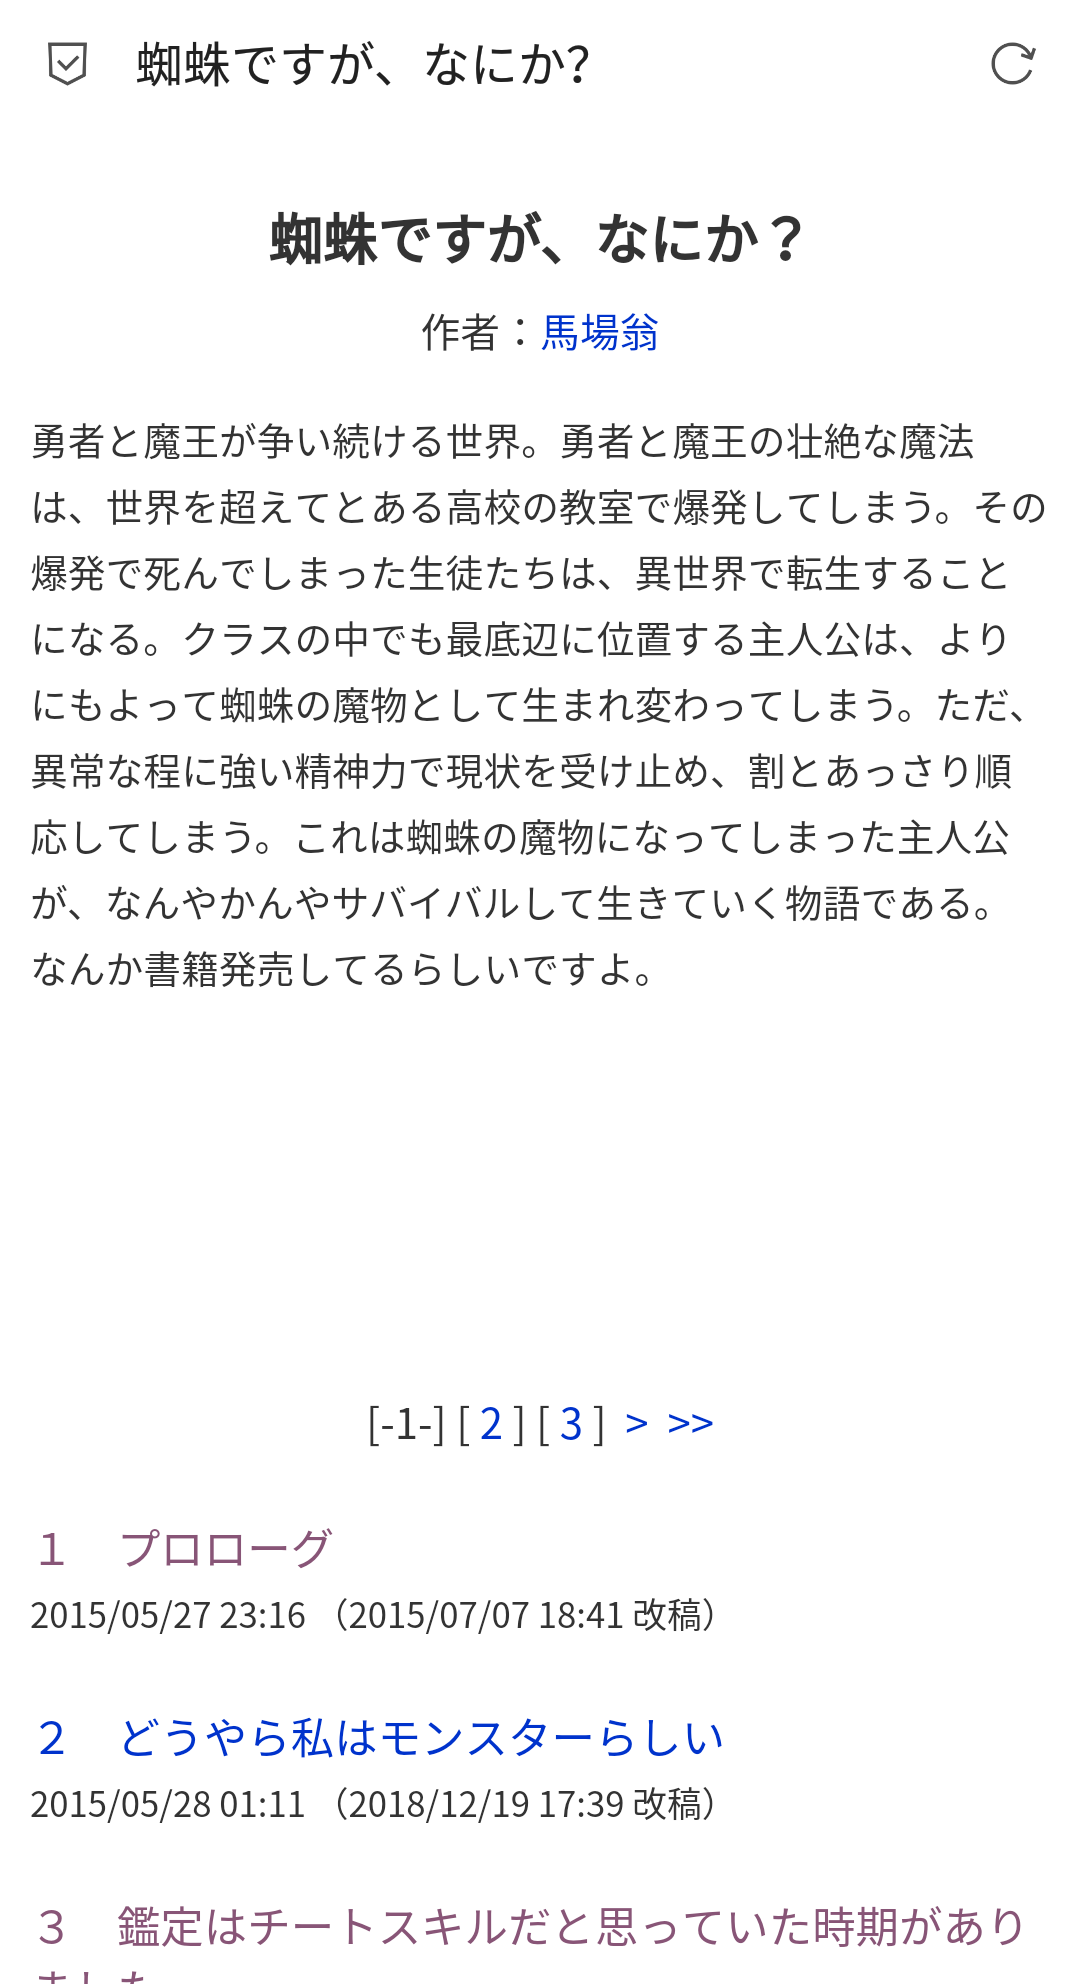 蜘蛛ですが、なにか?
蜘蛛ですが、なにか？
作者：馬場翁
勇者と魔王が争い続ける世界。勇者と魔王の壮絶な魔法
は、世界を超えてとある高校の教室で爆発してしまう。その
爆発で死んでしまった生徒たちは、異世界で転生すること
になる。クラスの中でも最底辺に位置する主人公は、より
にもよって蜘蛛の魔物として生まれ変わってしまう。ただ、
異常な程に強い精神力で現状を受け止め、割とあっさり順
応してしまう。これは蜘蛛の魔物になってしまった主人公
が、なんやかんやサバイバルして生きていく物語である。
なんか書籍発売してるらしいですよ。
[-1-] [ 2 ] [ 3 ] > >>
１　プロローグ
2015/05/27 23:16 （2015/07/07 18:41 改稿）
２　どうやら私はモンスターらしい
2015/05/28 01:11 （2018/12/19 17:39 改稿）
３　鑑定はチートスキルだと思っていた時期があり
ました